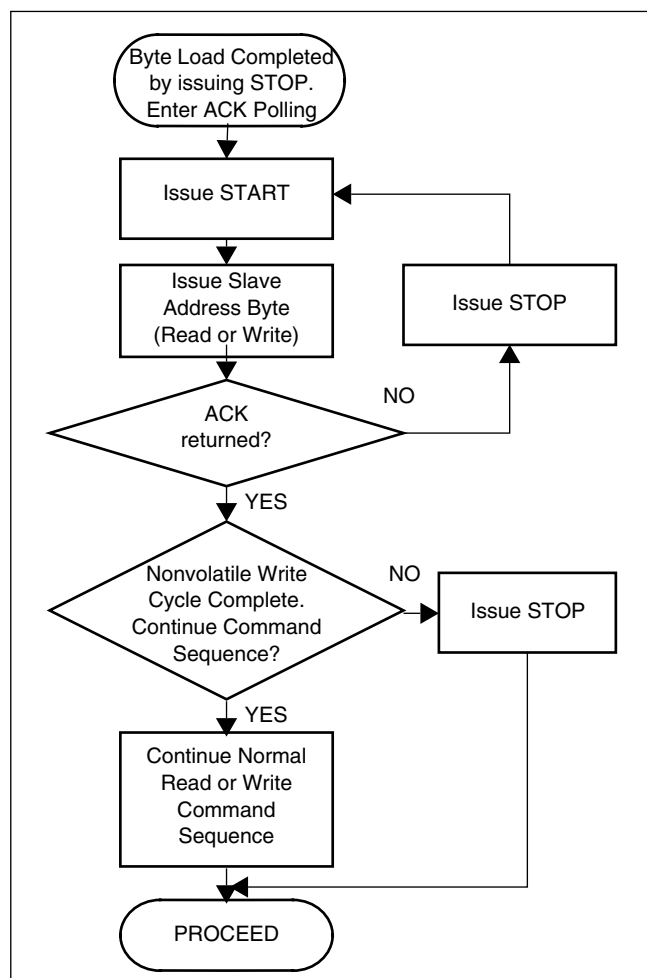 Byte Load Completed
by issuing STOP.
Enter ACK Polling
Issue START
Issue Slave
Address Byte
(Read or Write)
Issue STOP
ACK
returned?
NO
YES
Nonvolatile Write
Cycle Complete.
Continue Command
Sequence?
NO
Issue STOP
YES
Continue Normal
Read or Write
Command
Sequence
PROCEED